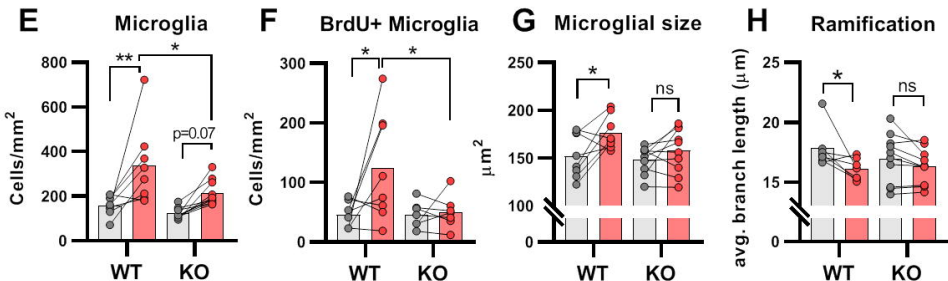 E Microglia
Cells/mm²
800
600
400
200
0
** *
p=0.07
WT KO
F BrdU+ Microglia
Cells/mm²
300
200
100
0
* *
WT KO
G Microglial size
μm²
250
200
150
100
0
* ns
WT KO
H Ramification
avg. branch length (μm)
25
20
15
0
* ns
WT KO